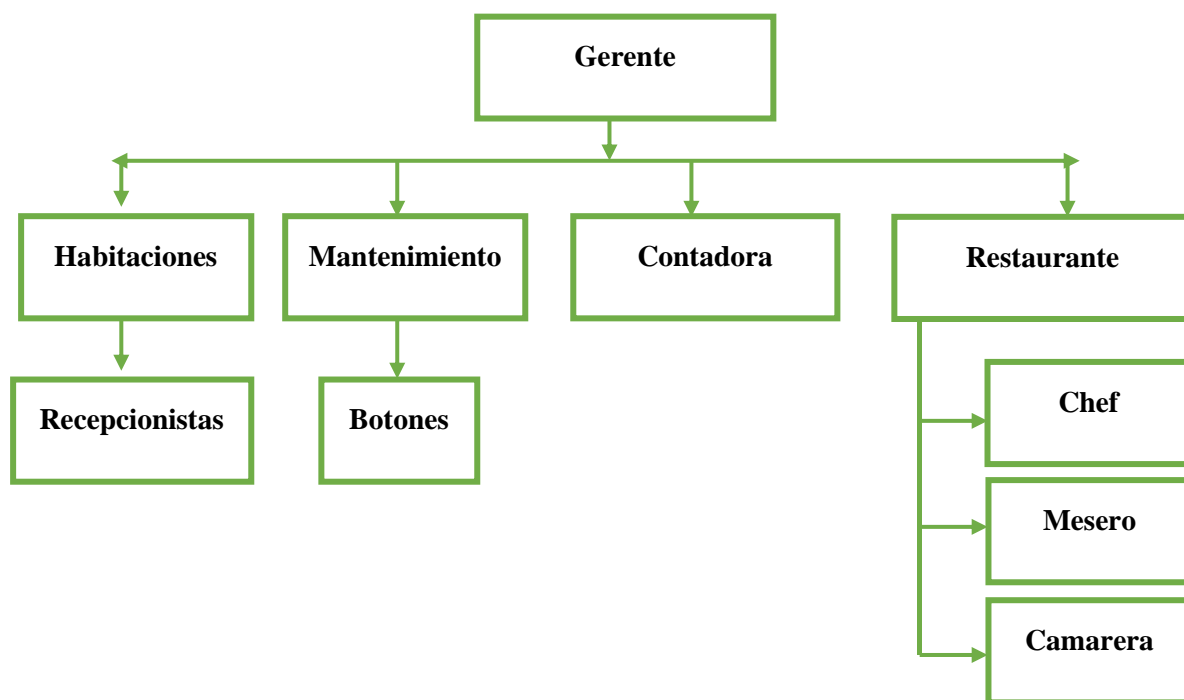 Gerente
Habitaciones
Mantenimiento
Contadora
Restaurante
Recepcionistas
Botones
Chef
Mesero
Camarera